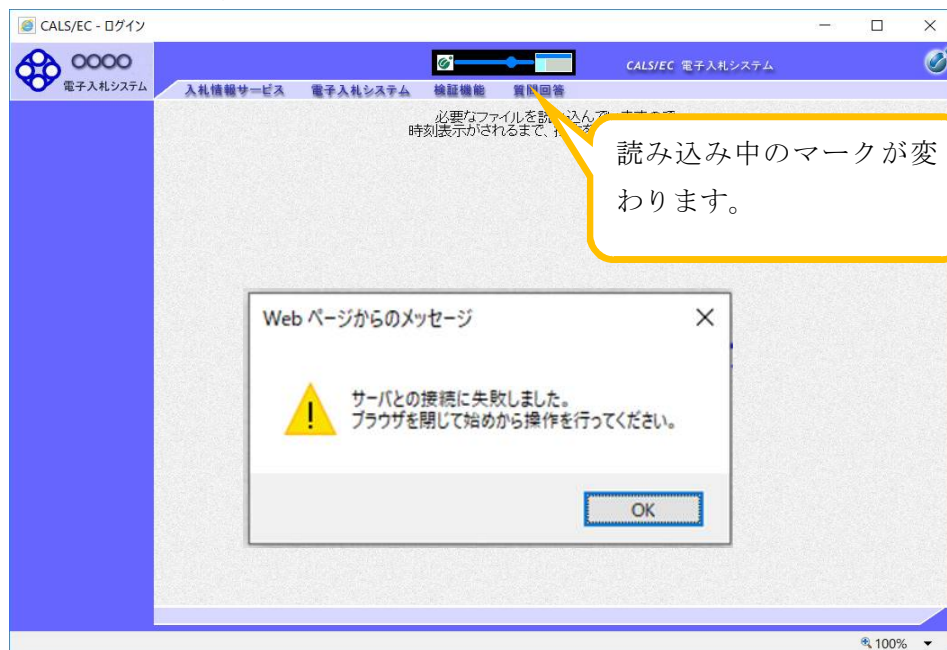 CALS/EC - ログイン
〇〇〇〇
電子入札システム
CALS/EC 電子入札システム
入札情報サービス 電子入札システム 検証機能 質問回答
必要なファイルを読み込んで
時刻表示がされるまで、
読み込み中のマークが変
わります。
Web ページからのメッセージ
サーバとの接続に失敗しました。
ブラウザを閉じて始めから操作を行ってください。
OK
100%